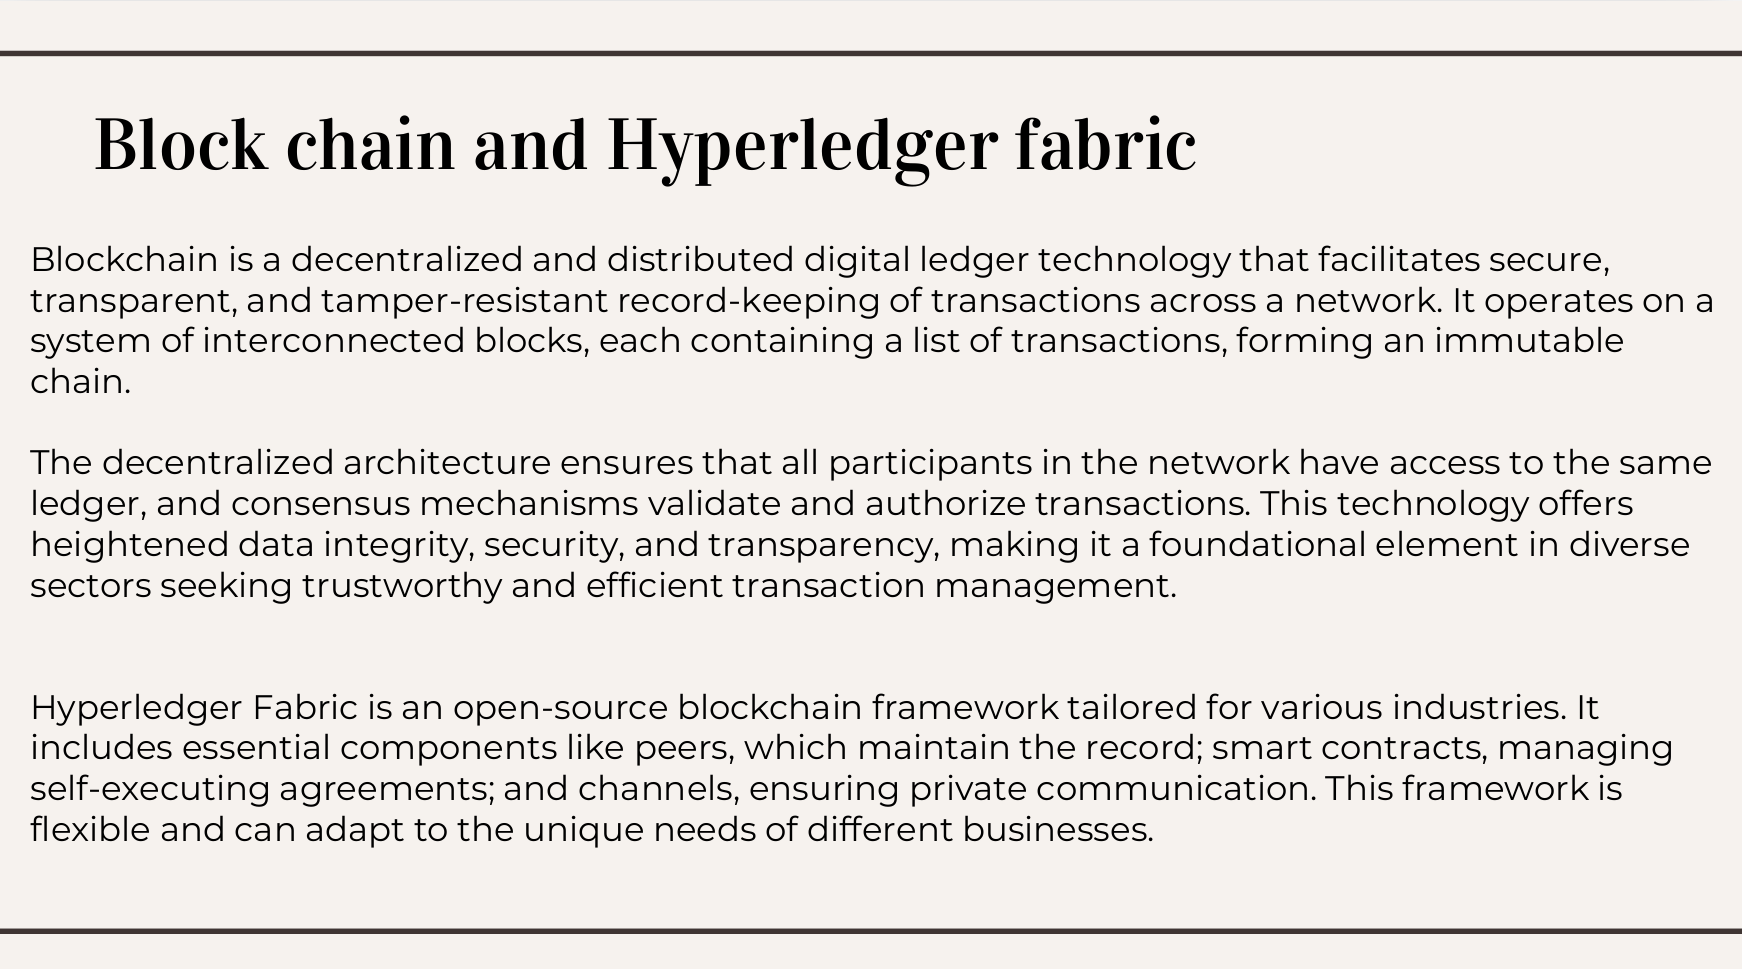 Block chain and Hyperledger fabric
Blockchain is a decentralized and distributed digital ledger technology that facilitates secure,
transparent, and tamper-resistant record-keeping of transactions across a network. It operates on a
system of interconnected blocks, each containing a list of transactions, forming an immutable
chain.
The decentralized architecture ensures that all participants in the network have access to the same
ledger, and consensus mechanisms validate and authorize transactions. This technology offers
heightened data integrity, security, and transparency, making it a foundational element in diverse
sectors seeking trustworthy and efficient transaction management.
Hyperledger Fabric is an open-source blockchain framework tailored for various industries. It
includes essential components like peers, which maintain the record; smart contracts, managing
self-executing agreements; and channels, ensuring private communication. This framework is
flexible and can adapt to the unique needs of different businesses.